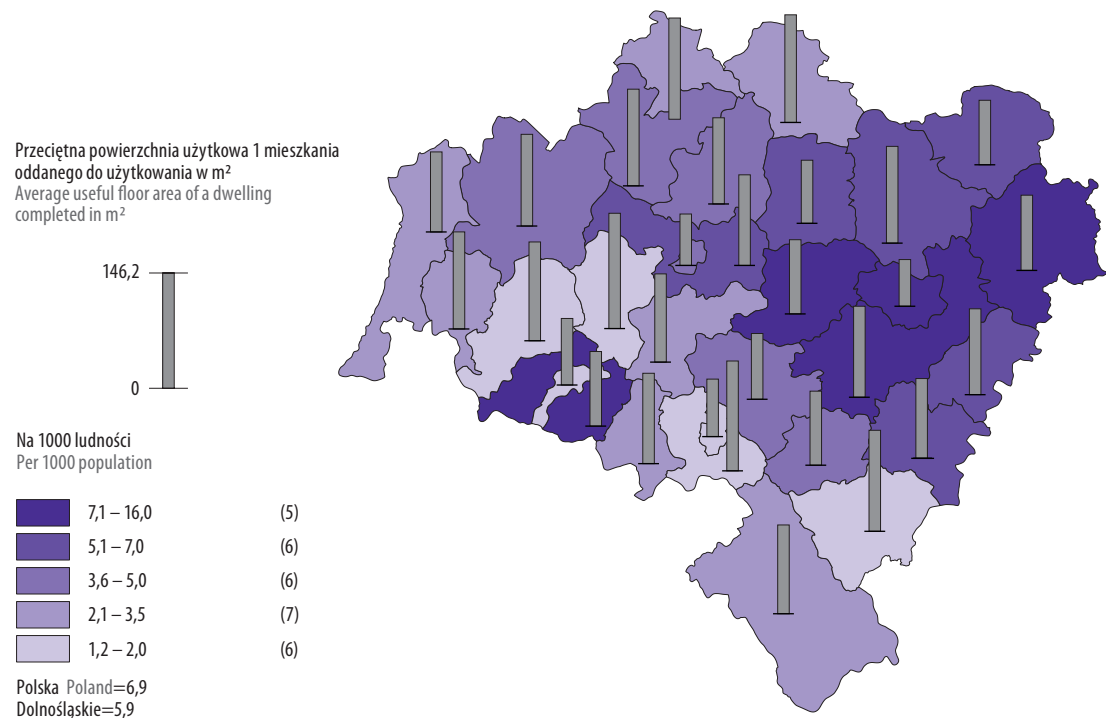 Przeciętna powierzchnia użytkowa 1 mieszkania
oddanego do użytkowania w m²
Average useful floor area of a dwelling
completed in m²
146,2
0
Na 1000 ludności
Per 1000 population
7,1 – 16,0 (5)
5,1 – 7,0 (6)
3,6 – 5,0 (6)
2,1 – 3,5 (7)
1,2 – 2,0 (6)
Polska Poland=6,9
Dolnośląskie=5,9